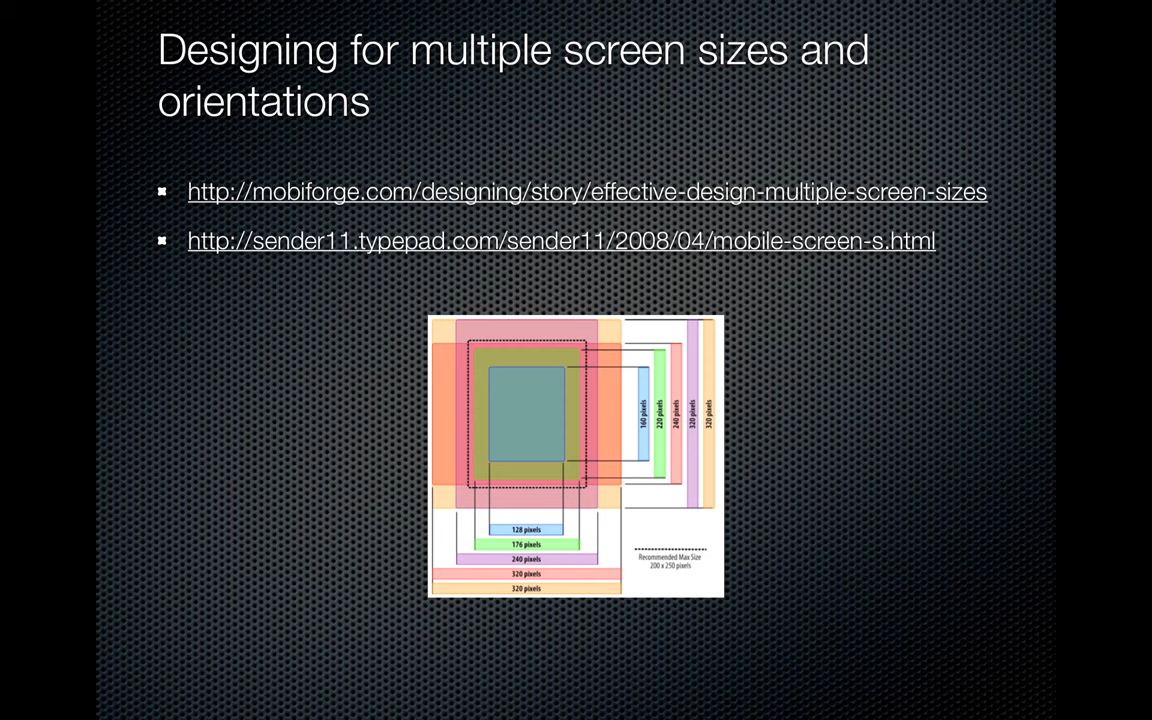 Designing for multiple screen sizes and
orientations
http://mobiforge.com/designing/story/effective-design-multiple-screen-sizes
http://sender11.typepad.com/sender11/2008/04/mobile-screen-s.html
160 pixels
220 pixels
240 pixels
320 pixels
320 pixels
128 pixels
176 pixels
240 pixels
320 pixels
320 pixels
Recommended Max Size
200 x 250 pixels